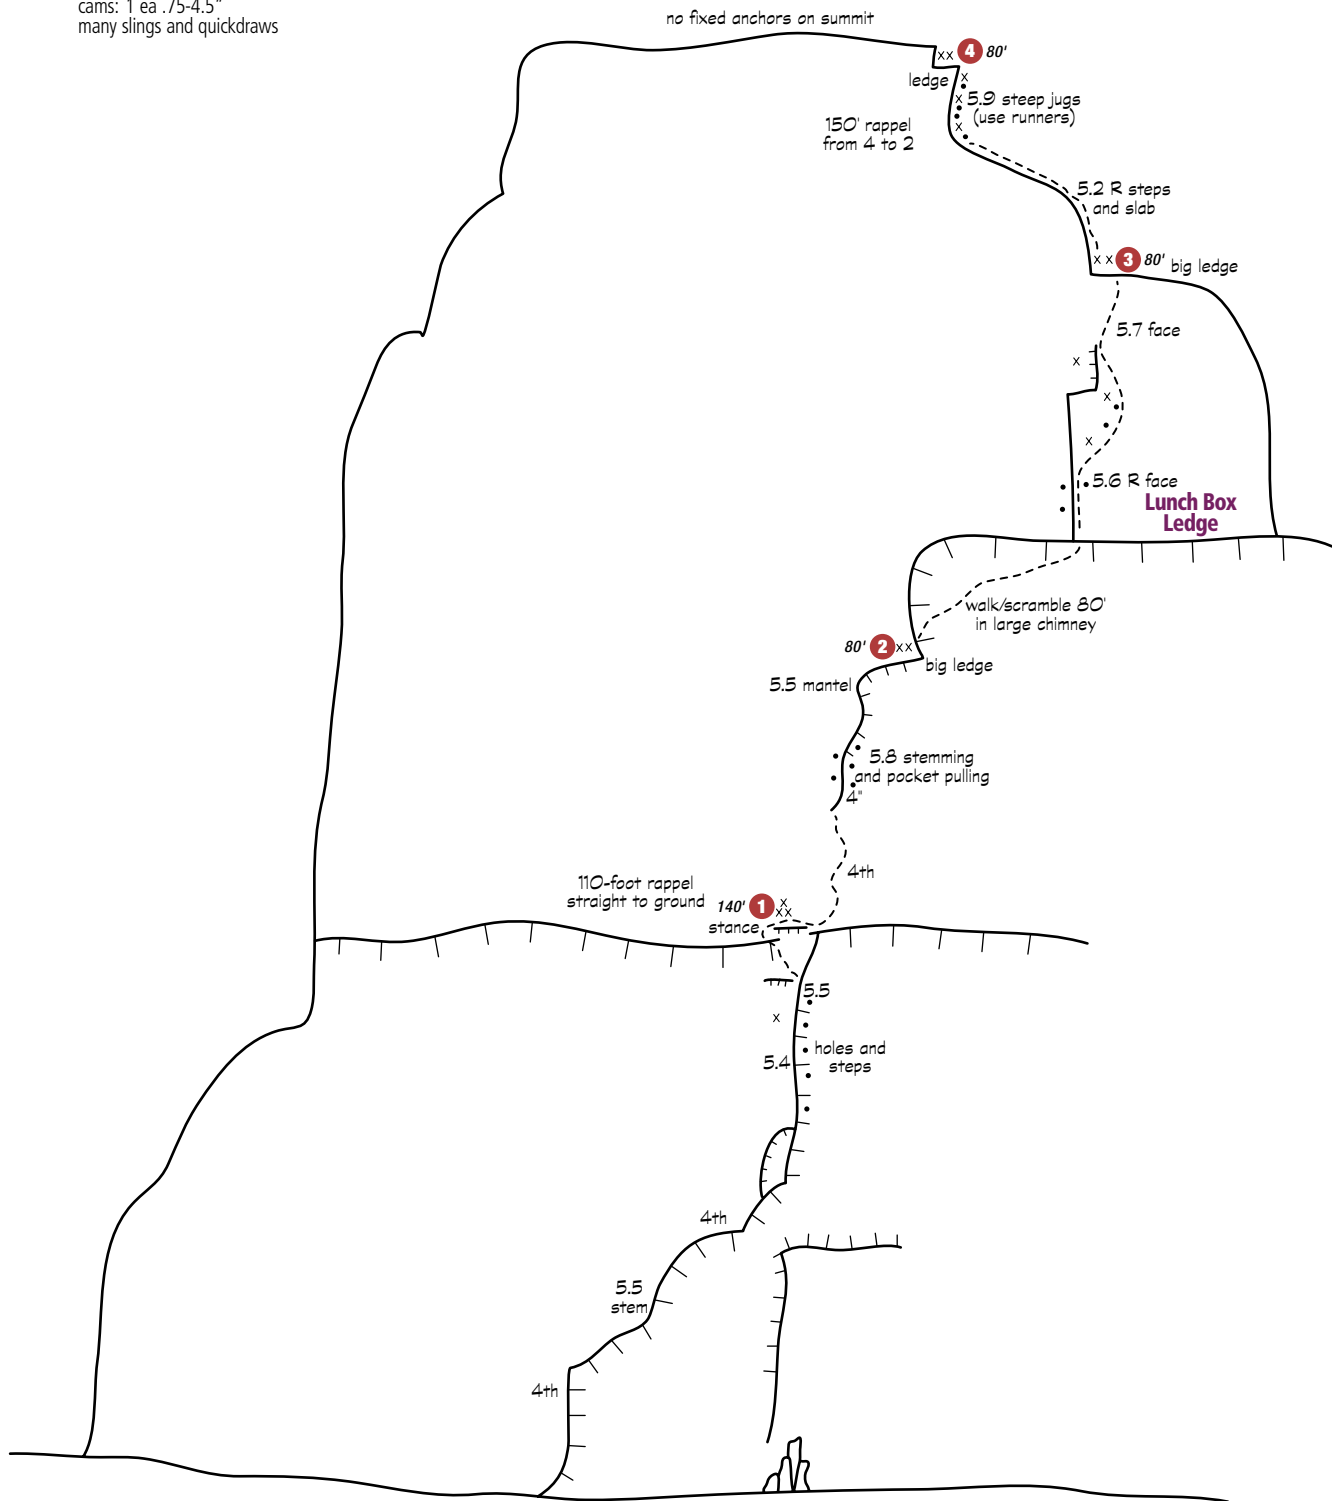 cams: 1 ea .75-4.5"
many slings and quickdraws
no fixed anchors on summit
xx 4 80'
ledge
5.9 steep jugs
(use runners)
150' rappel
from 4 to 2
5.2 R steps
and slab
x x 3 80' big ledge
5.7 face
5.6 R face
Lunch Box
Ledge
walk/scramble 80'
in large chimney
80' 2 xx
big ledge
5.5 mantel
5.8 stemming
and pocket pulling
4"
4th
110-foot rappel
straight to ground
140' 1 x
xx
stance
5.5
x
holes and
steps
5.4
4th
5.5
stem
4th